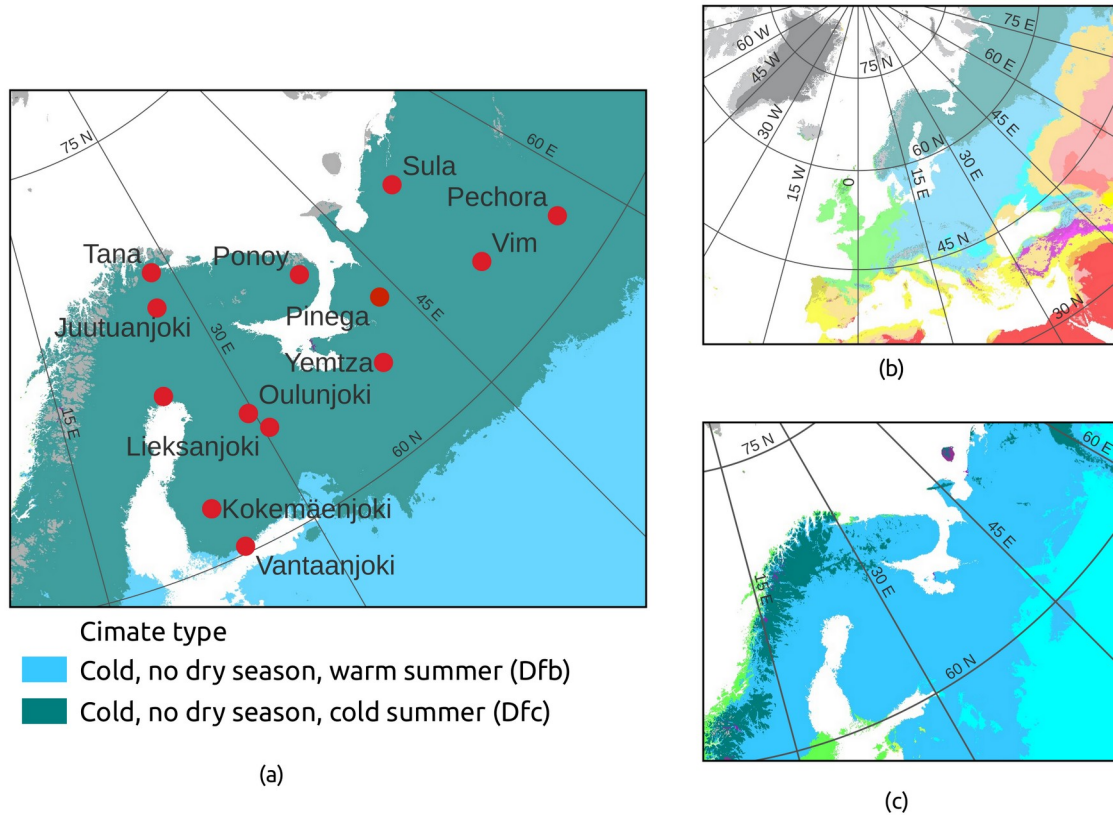 75 N
60 E
Sula
Pechora
Vim
Tana
Ponoy
45 E
Juutuanjoki
30 E
Pinega
Yemtza
Oulunjoki
15 E
Lieksanjoki
60 N
Kokemäenjoki
Vantaanjoki
Cimate type
Cold, no dry season, warm summer (Dfb)
Cold, no dry season, cold summer (Dfc)
(a)
75 E
60 W
45 W
75 N
60 E
30 W
45 E
15 W
0
15 E
60 N
30 E
45 N
30 N
(b)
75 N
60 E
45 E
15 E
30 E
60 N
(c)